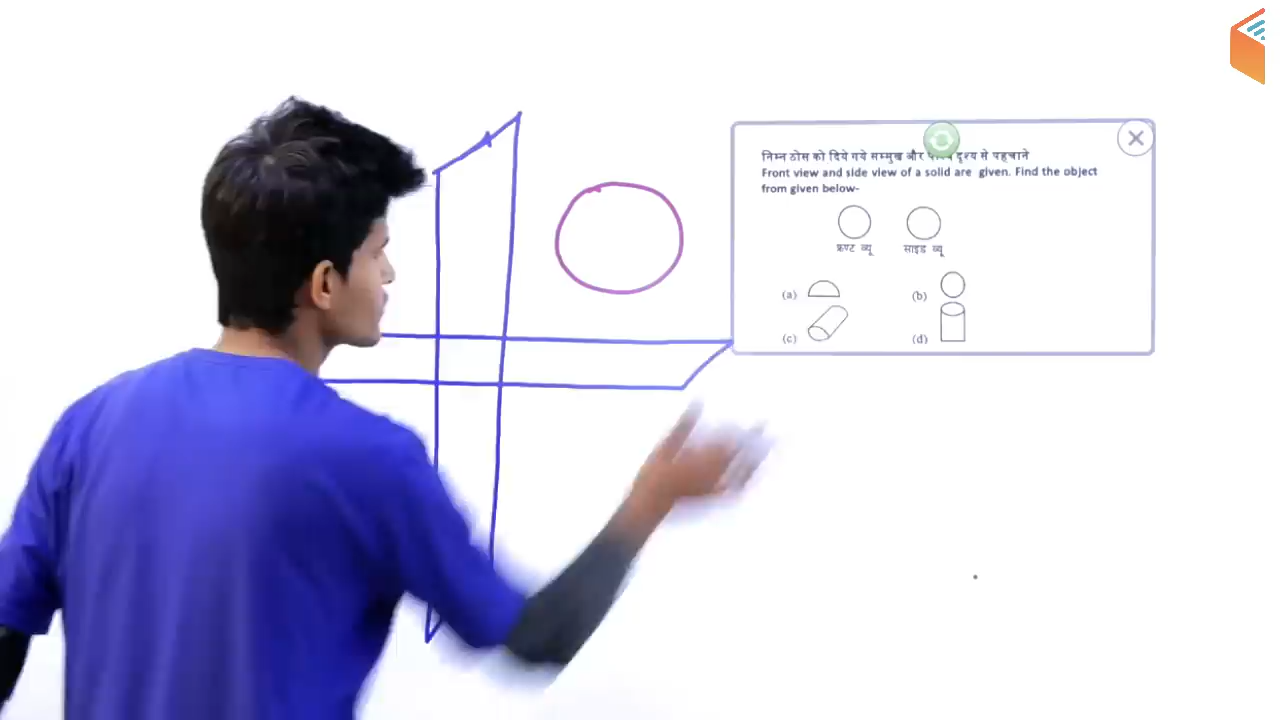 निम्न ठोस को दिये गये सम्मुख और दृश्य से पहचाने
Front view and side view of a solid are given. Find the object
from given below-
फ्रण्ट व्यू साइड व्यू
(a) (b)
(c) (d)